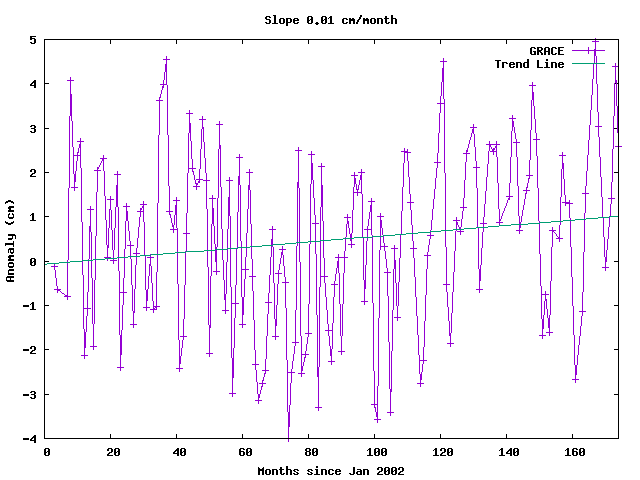 Slope 0.01 cm/month
GRACE
Trend Line
Anomaly (cm)
5
4
3
2
1
0
-1
-2
-3
-4
0 20 40 60 80 100 120 140 160
Months since Jan 2002